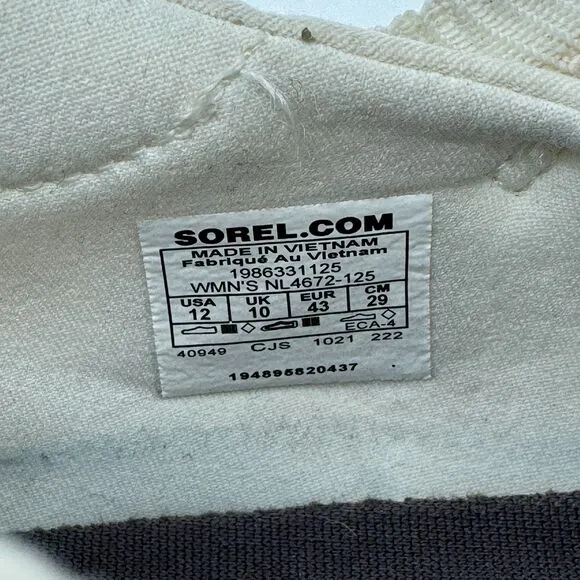 SOREL.COM
MADE IN VIETNAM
Fabriqué Au Vietnam
1986331125
WMN'S NL4672-125
USA UK EUR CM
12 10 43 29
ECA-4
40949 CJS 1021 222
194895820437